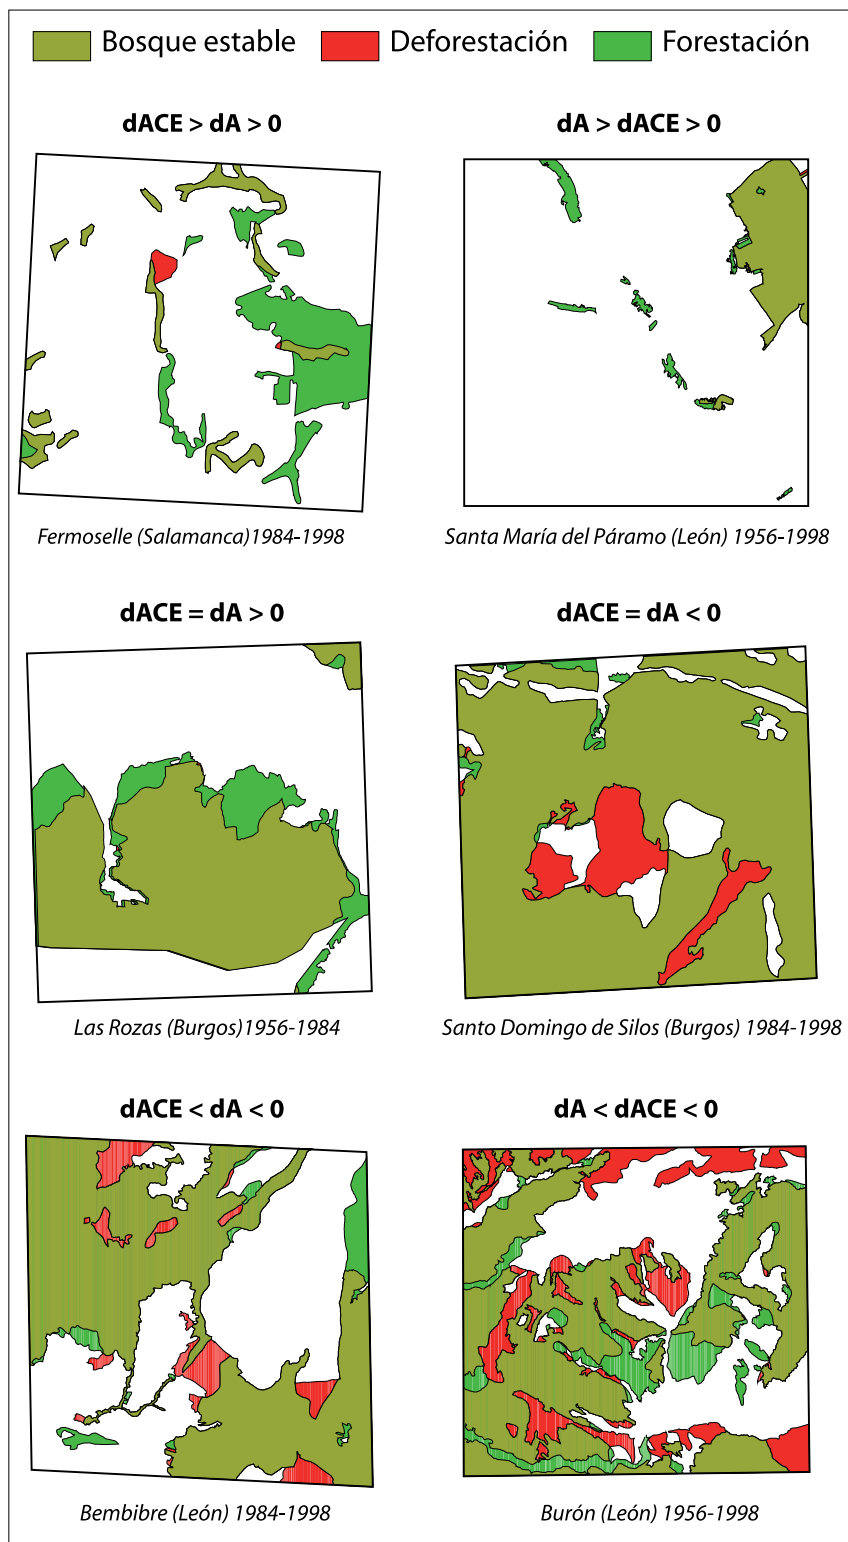 Bosque estable Deforestación Forestación
dACE > dA > 0 dA > dACE > 0
Fermoselle (Salamanca)1984-1998 Santa María del Páramo (León) 1956-1998
dACE = dA > 0 dACE = dA < 0
Las Rozas (Burgos)1956-1984 Santo Domingo de Silos (Burgos) 1984-1998
dACE < dA < 0 dA < dACE < 0
Bembibre (León) 1984-1998 Burón (León) 1956-1998